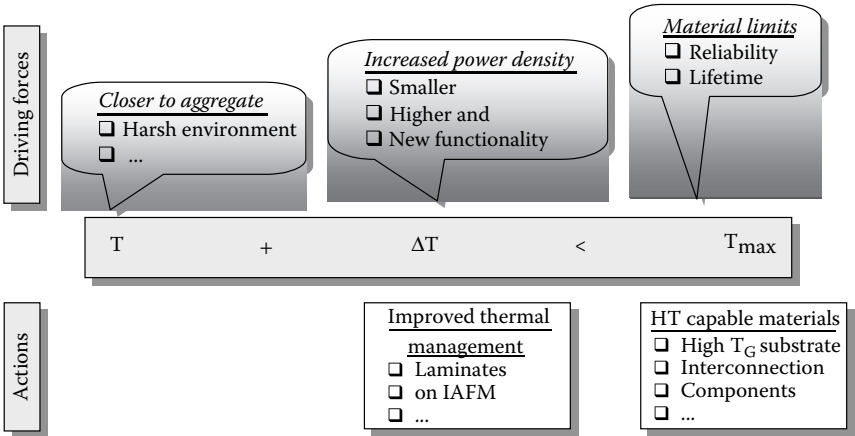 Driving forces
Closer to aggregate
❑ Harsh environment
❑ ...
Increased power density
❑ Smaller
❑ Higher and
❑ New functionality
Material limits
❑ Reliability
❑ Lifetime
T + ΔT < Tmax
Actions
Improved thermal
management
❑ Laminates
❑ on IAFM
❑ ...
HT capable materials
❑ High TG substrate
❑ Interconnection
❑ Components
❑ ...